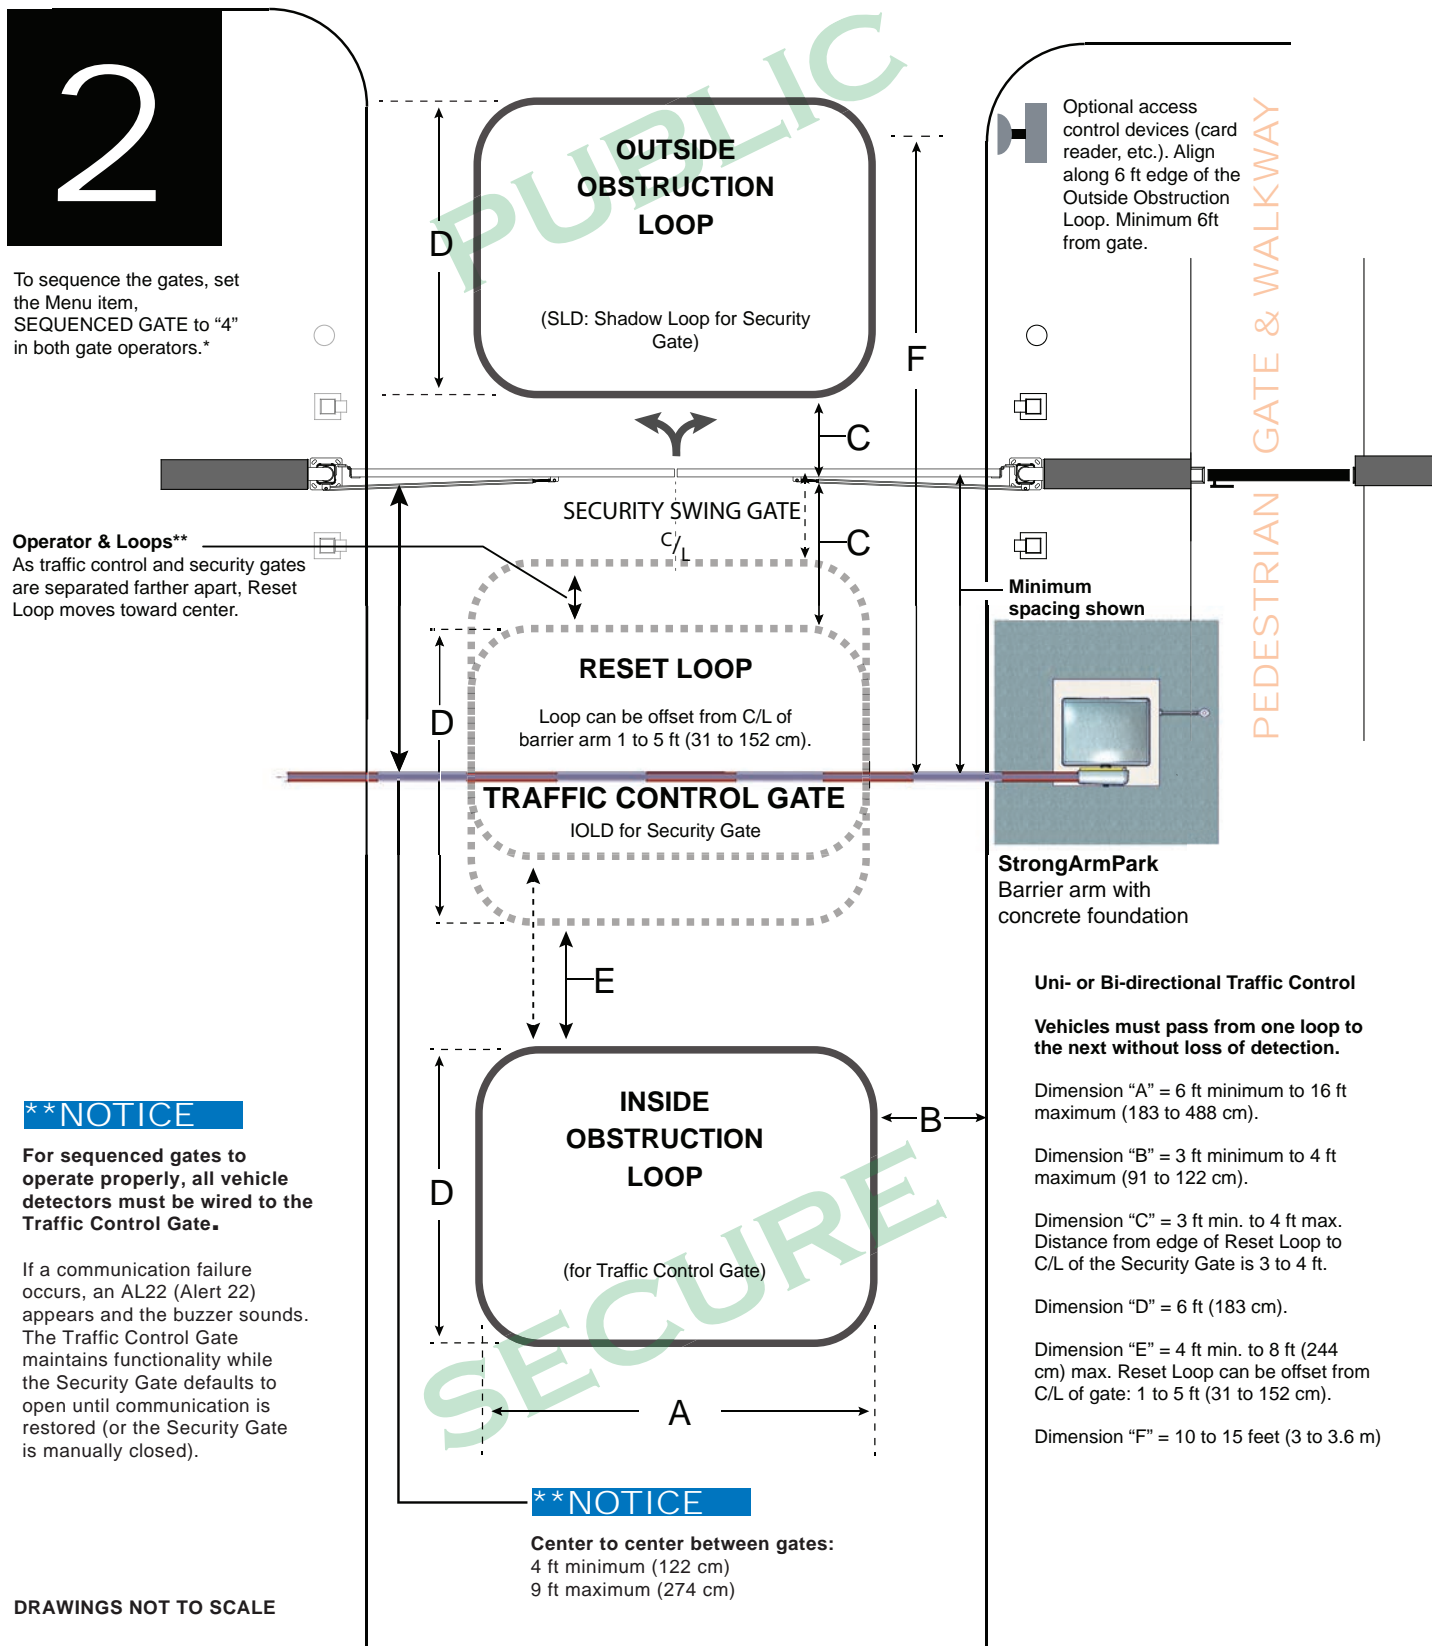 2
To sequence the gates, set
the Menu item,
SEQUENCED GATE to “4”
in both gate operators.*
PUBLIC
OUTSIDE
OBSTRUCTION
LOOP
(SLD: Shadow Loop for Security
Gate)
D
F
C
Optional access
control devices (card
reader, etc.). Align
along 6 ft edge of the
Outside Obstruction
Loop. Minimum 6ft
from gate.
PEDESTRIAN GATE & WALKWAY
SECURITY SWING GATE
C/L
C
Operator & Loops**
As traffic control and security gates
are separated farther apart, Reset
Loop moves toward center.
Minimum
spacing shown
D
RESET LOOP
Loop can be offset from C/L of
barrier arm 1 to 5 ft (31 to 152 cm).
TRAFFIC CONTROL GATE
IOLD for Security Gate
StrongArmPark
Barrier arm with
concrete foundation
E
D
INSIDE
OBSTRUCTION
LOOP
(for Traffic Control Gate)
B
SECURE
A
**NOTICE
For sequenced gates to
operate properly, all vehicle
detectors must be wired to the
Traffic Control Gate.
If a communication failure
occurs, an AL22 (Alert 22)
appears and the buzzer sounds.
The Traffic Control Gate
maintains functionality while
the Security Gate defaults to
open until communication is
restored (or the Security Gate
is manually closed).
Uni- or Bi-directional Traffic Control
Vehicles must pass from one loop to
the next without loss of detection.
Dimension “A” = 6 ft minimum to 16 ft
maximum (183 to 488 cm).
Dimension “B” = 3 ft minimum to 4 ft
maximum (91 to 122 cm).
Dimension “C” = 3 ft min. to 4 ft max.
Distance from edge of Reset Loop to
C/L of the Security Gate is 3 to 4 ft.
Dimension “D” = 6 ft (183 cm).
Dimension “E” = 4 ft min. to 8 ft (244
cm) max. Reset Loop can be offset from
C/L of gate: 1 to 5 ft (31 to 152 cm).
Dimension “F” = 10 to 15 feet (3 to 3.6 m)
**NOTICE
Center to center between gates:
4 ft minimum (122 cm)
9 ft maximum (274 cm)
DRAWINGS NOT TO SCALE